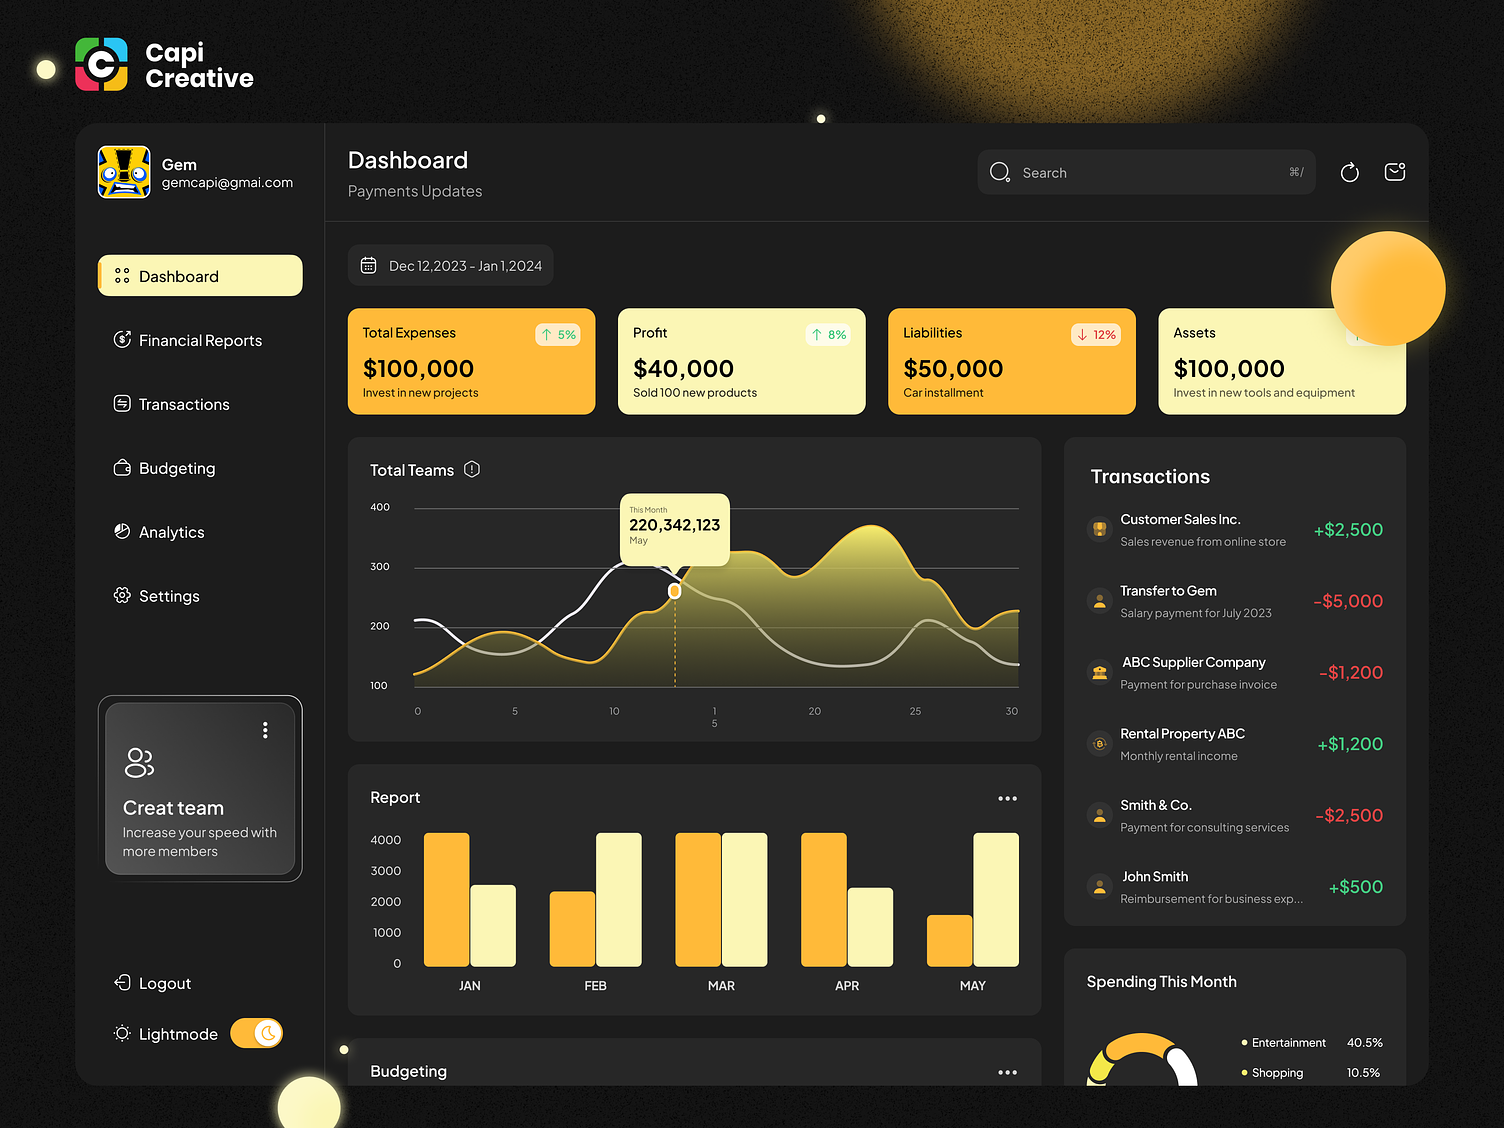 Capi
Creative
Gem
gemcapi@gmai.com
Dashboard
Financial Reports
Transactions
Budgeting
Analytics
Settings
Creat team
Increase your speed with
more members
Logout
Lightmode
Dashboard
Payments Updates
Search
⌘/
Dec 12,2023 - Jan 1,2024
Total Expenses
↑ 5%
$100,000
Invest in new projects
Profit
↑ 8%
$40,000
Sold 100 new products
Liabilities
↓ 12%
$50,000
Car installment
Assets
$100,000
Invest in new tools and equipment
Total Teams
400
300
200
100
This Month
220,342,123
May
0
5
10
1
5
20
25
30
Report
4000
3000
2000
1000
0
JAN
FEB
MAR
APR
MAY
Budgeting
Transactions
Customer Sales Inc.
Sales revenue from online store
+$2,500
Transfer to Gem
Salary payment for July 2023
-$5,000
ABC Supplier Company
Payment for purchase invoice
-$1,200
Rental Property ABC
Monthly rental income
+$1,200
Smith & Co.
Payment for consulting services
-$2,500
John Smith
Reimbursement for business exp...
+$500
Spending This Month
Entertainment 40.5%
Shopping 10.5%